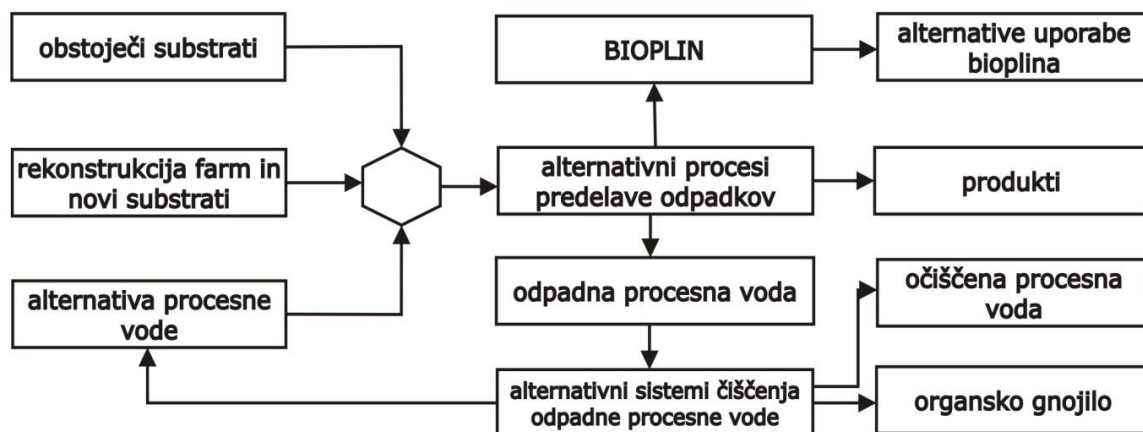 obstoječi substrati
BIOPLIN
alternative uporabe
bioplina
rekonstrukcija farm in
novi substrati
alternativni procesi
predelave odpadkov
produkti
alternativa procesne
vode
odpadna procesna voda
očiščena procesna
voda
alternativni sistemi čiščenja
odpadne procesne vode
organsko gnojilo